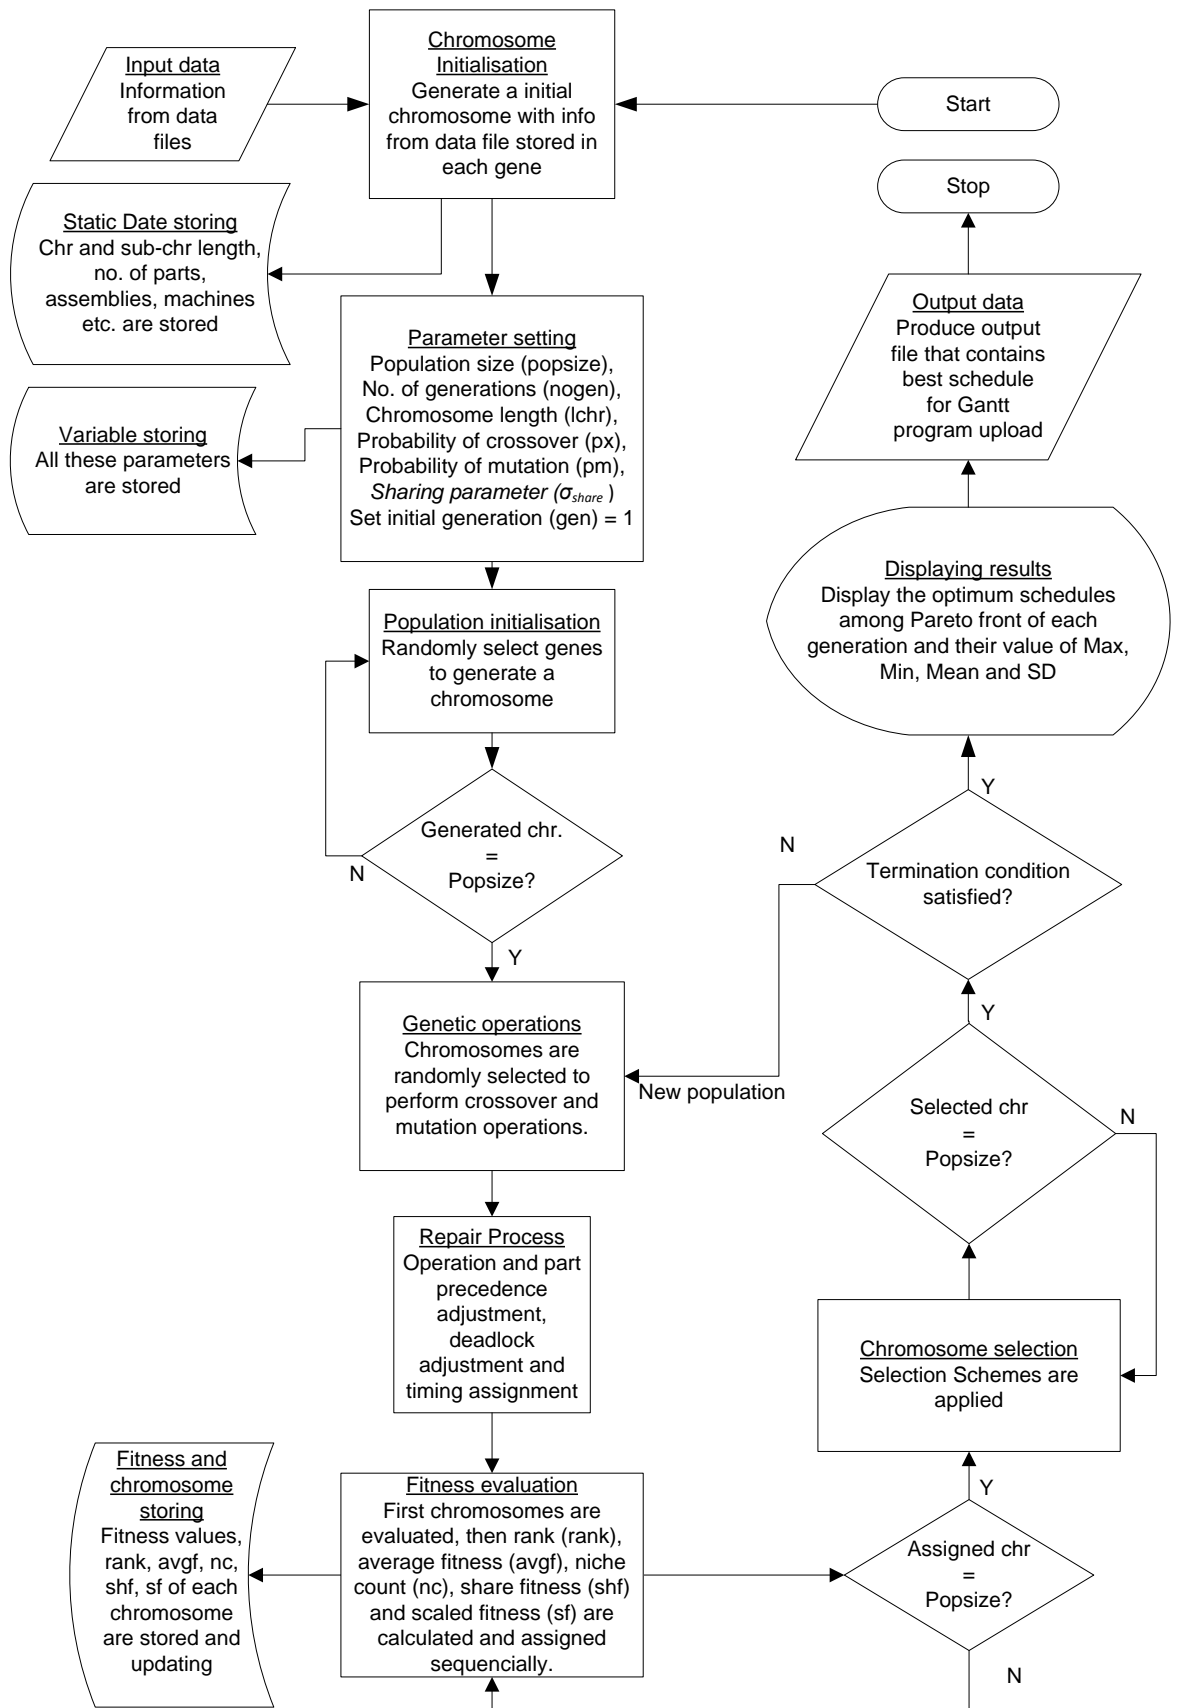 Chromosome
Initialisation
Generate a initial
chromosome with info
from data file stored in
each gene
Input data
Information
from data
files
Start
Stop
Static Date storing
Chr and sub-chr length,
no. of parts,
assemblies, machines
etc. are stored
Parameter setting
Population size (popsize),
No. of generations (nogen),
Chromosome length (lchr),
Probability of crossover (px),
Probability of mutation (pm),
Sharing parameter (σshare )
Set initial generation (gen) = 1
Variable storing
All these parameters
are stored
Output data
Produce output
file that contains
best schedule
for Gantt
program upload
Displaying results
Display the optimum schedules
among Pareto front of each
generation and their value of Max,
Min, Mean and SD
Population initialisation
Randomly select genes
to generate a
chromosome
Generated chr.
=
Popsize?
N
Y
Y
N
Termination condition
satisfied?
Genetic operations
Chromosomes are
randomly selected to
perform crossover and
mutation operations.
New population
Y
Selected chr
=
Popsize?
N
Repair Process
Operation and part
precedence
adjustment,
deadlock
adjustment and
timing assignment
Chromosome selection
Selection Schemes are
applied
Fitness and
chromosome
storing
Fitness values,
rank, avgf, nc,
shf, sf of each
chromosome
are stored and
updating
Fitness evaluation
First chromosomes are
evaluated, then rank (rank),
average fitness (avgf), niche
count (nc), share fitness (shf)
and scaled fitness (sf) are
calculated and assigned
sequencially.
Y
Assigned chr
=
Popsize?
N